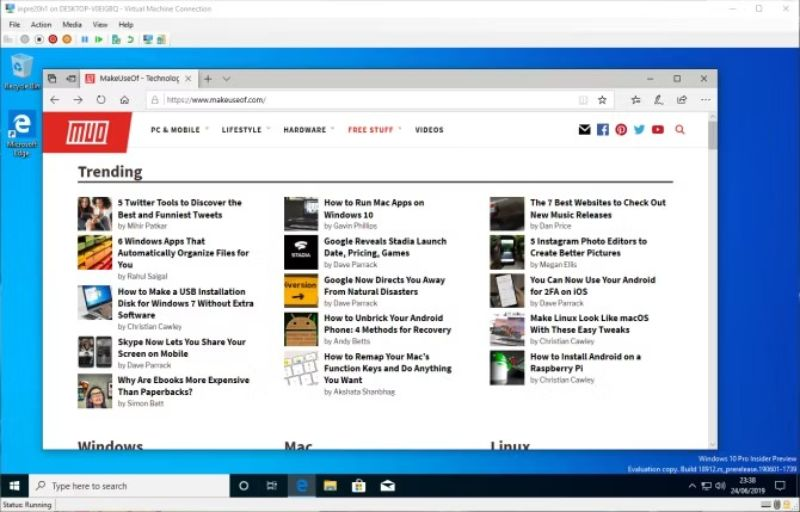 inpre20h1 on DESKTOP-V0EIGBQ - Virtual Machine Connection
File Action Media View Help
Recycle Bin
Microsoft Edge
MakeUseOf - Technolog
https://www.makeuseof.com/
MUO
PC & MOBILE LIFESTYLE HARDWARE FREE STUFF VIDEOS
Trending
5 Twitter Tools to Discover the
Best and Funniest Tweets
by Mihir Patkar
6 Windows Apps That
Automatically Organize Files for
You
by Rahul Saigal
How to Make a USB Installation
Disk for Windows 7 Without Extra
Software
by Christian Cawley
Skype Now Lets You Share Your
Screen on Mobile
by Dave Parrack
Why Are Ebooks More Expensive
Than Paperbacks?
by Simon Batt
How to Run Mac Apps on
Windows 10
by Gavin Phillips
STADIA
Google Reveals Stadia Launch
Date, Pricing, Games
by Dave Parrack
version
Google Now Directs You Away
From Natural Disasters
by Dave Parrack
How to Unbrick Your Android
Phone: 4 Methods for Recovery
by Andy Betts
How to Remap Your Mac's
Function Keys and Do Anything
You Want
by Akshata Shanbhag
The 7 Best Websites to Check Out
New Music Releases
by Dan Price
5 Instagram Photo Editors to
Create Better Pictures
by Megan Ellis
You Can Now Use Your Android
for 2FA on iOS
by Dave Parrack
Make Linux Look Like macOS
With These Easy Tweaks
by Christian Cawley
How to Install Android on a
Raspberry Pi
by Christian Cawley
Windows Mac Linux
Windows 10 Pro Insider Preview
Evaluation copy. Build 18912.rs_prerelease.190601-1739
Type here to search
23:38
24/06/2019
Status: Running